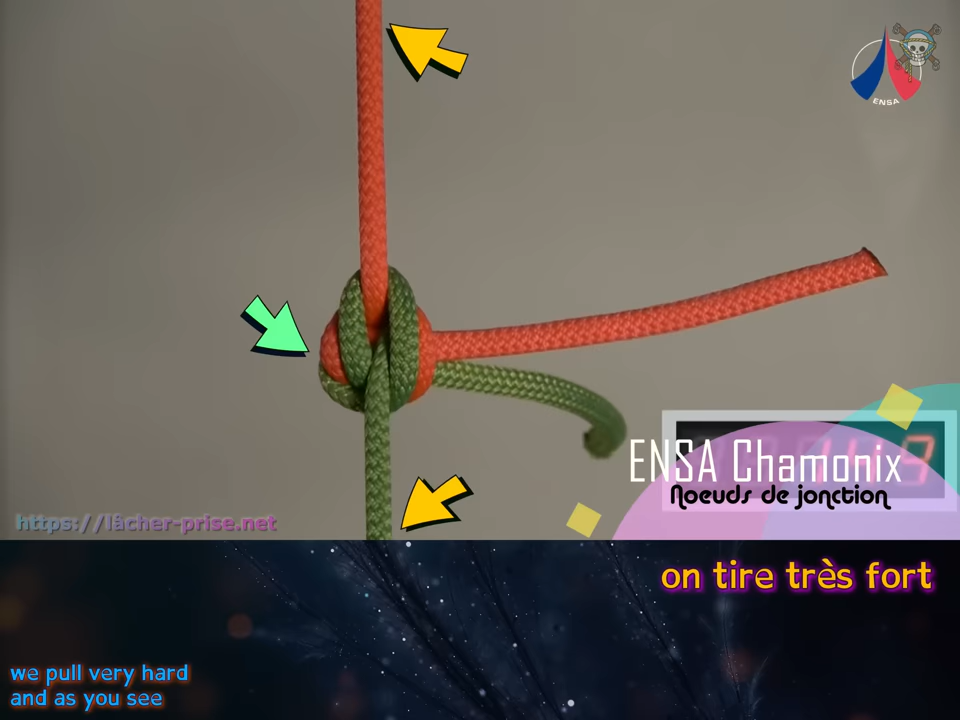 ENSA
ENSA Chamonix
Noeuds de jonction
https://lâcher-prise.net
on tire très fort
we pull very hard
and as you see